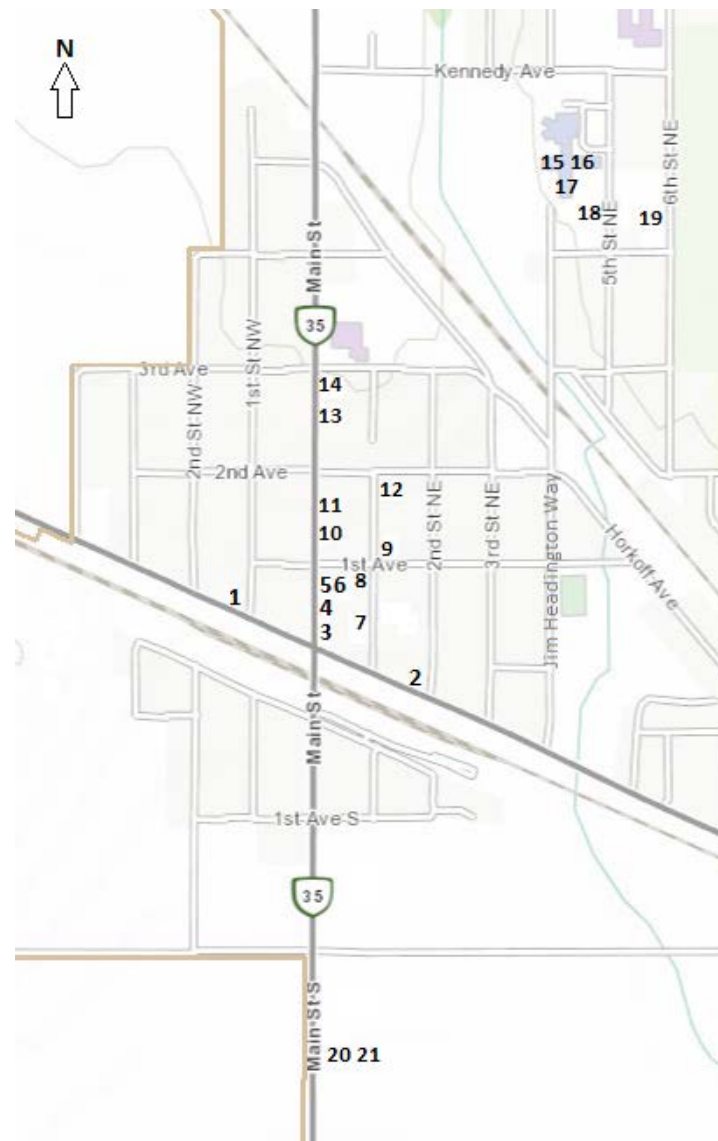 N
Kennedy Ave
15 16
17
18
19
6th St NE
5th St NE
Main St
35
3rd Ave
1st St NW
2nd St NW
14
13
2nd Ave
12
11
10
9
2nd St NE
3rd St NE
Jim Headington Way
Horkoff Ave
1st Ave
56
8
4
3
7
1
2
Main St
1st Ave S
35
Main St S
20 21